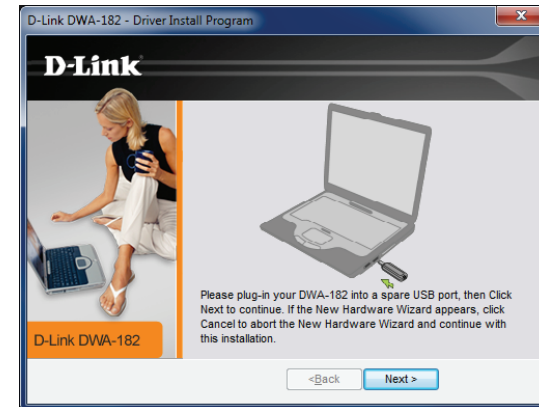 D-Link DWA-182 - Driver Install Program
D-Link
Please plug-in your DWA-182 into a spare USB port, then Click
Next to continue. If the New Hardware Wizard appears, click
Cancel to abort the New Hardware Wizard and continue with
this installation.
D-Link DWA-182
<Back Next >